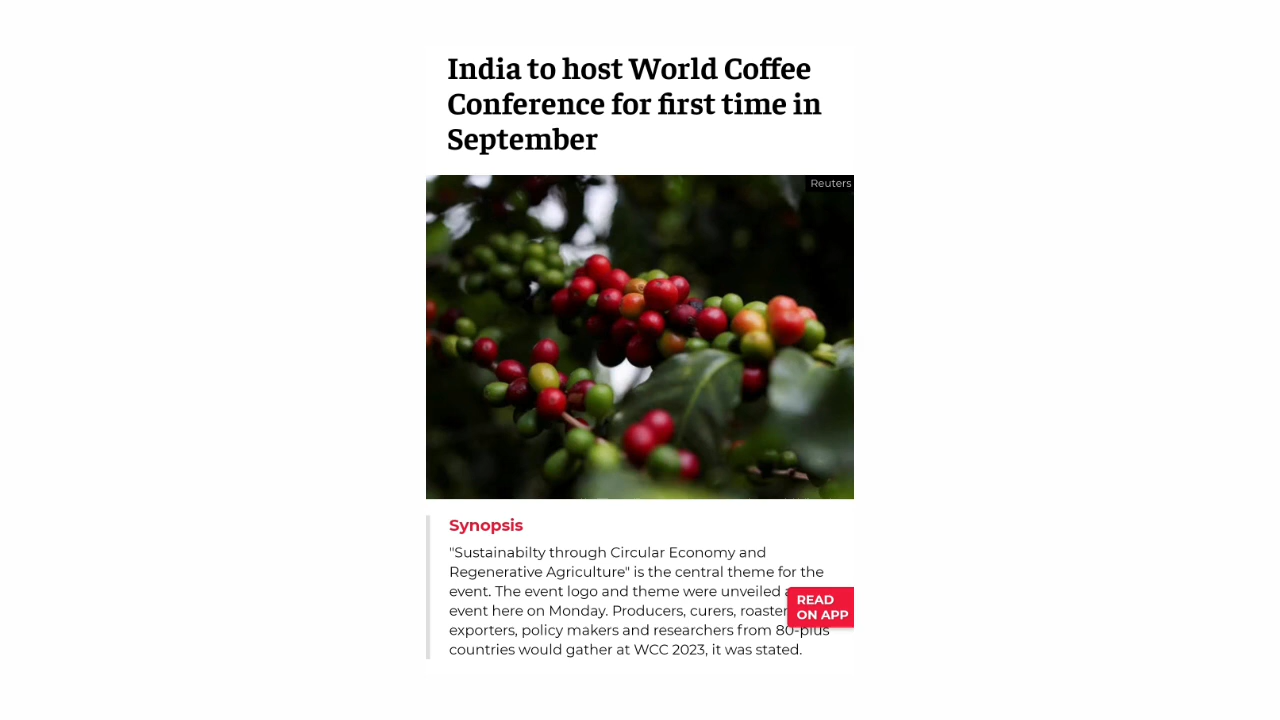 India to host World Coffee
Conference for first time in
September
Reuters
Synopsis
"Sustainabilty through Circular Economy and
Regenerative Agriculture" is the central theme for the
event. The event logo and theme were unveiled
event here on Monday. Producers, curers,
READ
ON APP
exporters, policy makers and researchers from 80-plus
countries would gather at WCC 2023, it was stated.